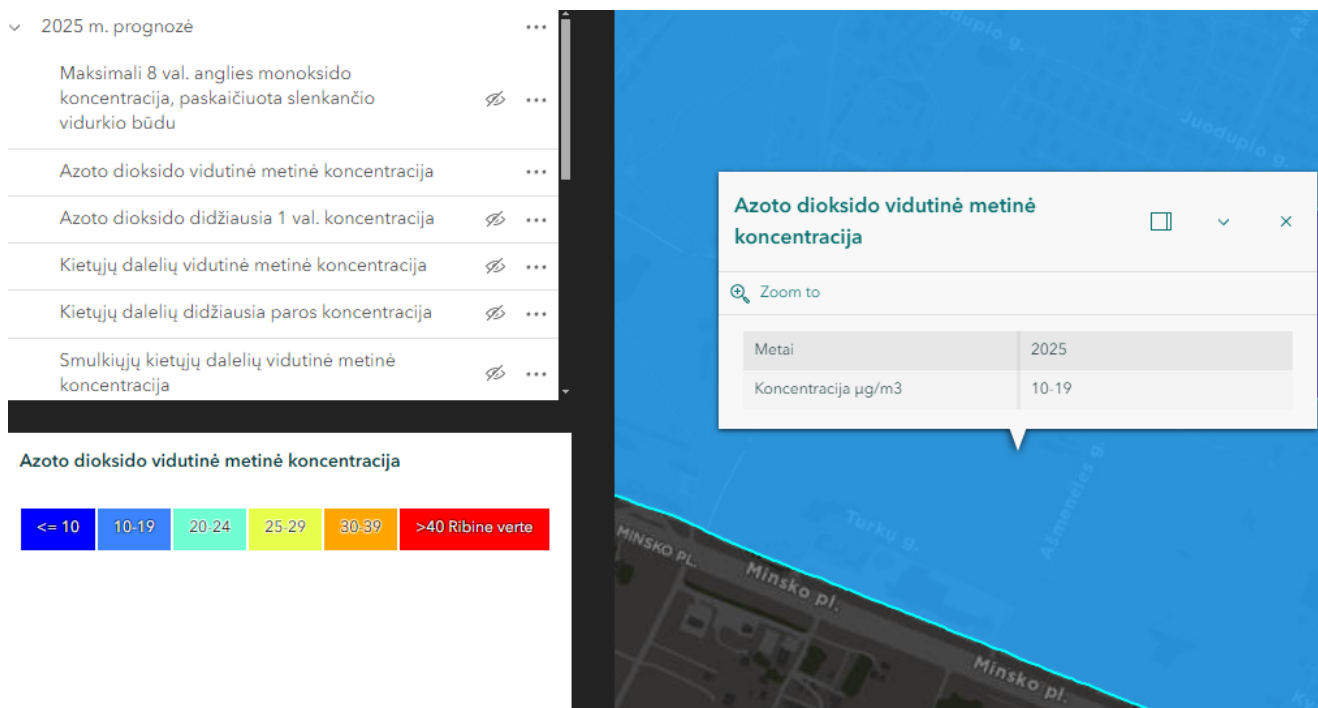 2025 m. prognozė
Maksimali 8 val. anglies monoksido
koncentracija, paskaičiuota slenkančio
vidurkio būdu
Azoto dioksido vidutinė metinė koncentracija
Azoto dioksido didžiausia 1 val. koncentracija
Kietųjų dalelių vidutinė metinė koncentracija
Kietųjų dalelių didžiausia paros koncentracija
Smulkiųjų kietųjų dalelių vidutinė metinė
koncentracija
Azoto dioksido vidutinė metinė koncentracija
<= 10 10-19 20-24 25-29 30-39 >40 Ribine verte
Juodupio g.
Juodupio g.
Azoto dioksido vidutinė metinė
koncentracija
Zoom to
Metai 2025
Koncentracija µg/m3 10-19
Ašmenėlės g.
Turkų g.
MINSKO PL.
Minsko pl.
Minsko pl.